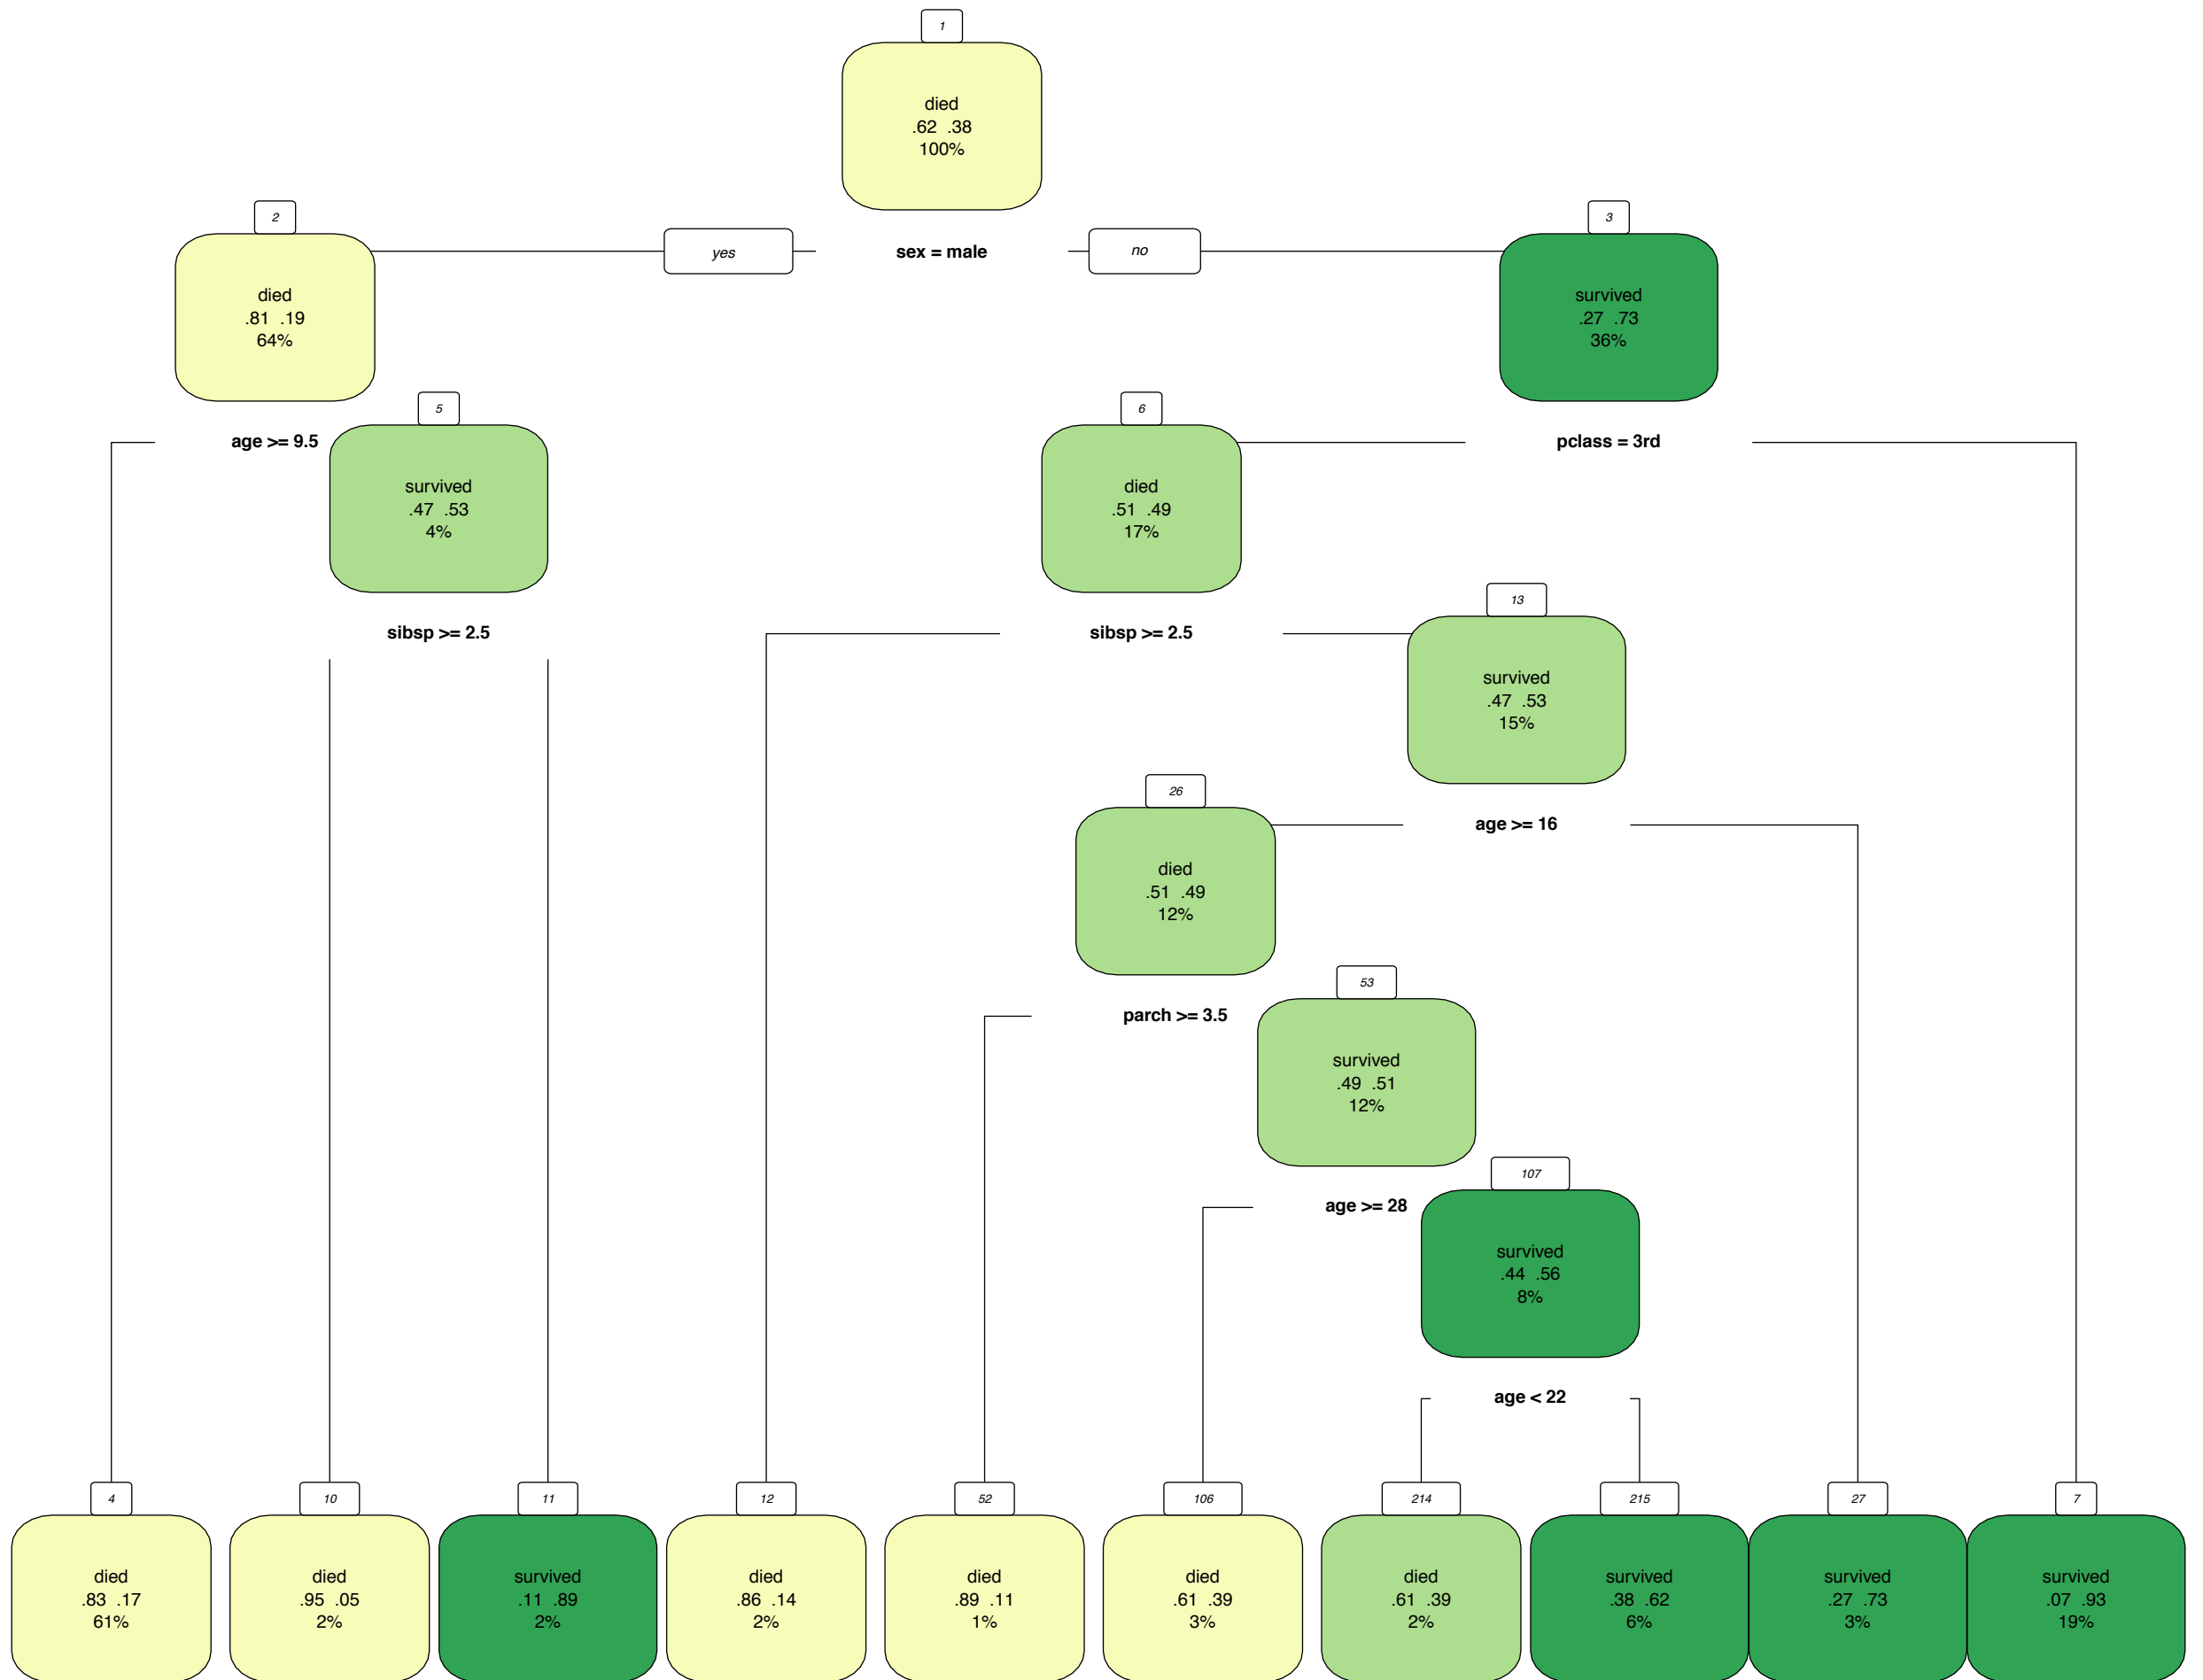 1
died
.62 .38
100%
2
3
yes
sex = male
no
died
.81 .19
64%
survived
.27 .73
36%
5
6
age >= 9.5
pclass = 3rd
survived
.47 .53
4%
died
.51 .49
17%
13
sibsp >= 2.5
sibsp >= 2.5
survived
.47 .53
15%
26
age >= 16
died
.51 .49
12%
53
parch >= 3.5
survived
.49 .51
12%
107
age >= 28
survived
.44 .56
8%
age < 22
4
10
11
12
52
106
214
215
27
7
died
.83 .17
61%
died
.95 .05
2%
survived
.11 .89
2%
died
.86 .14
2%
died
.89 .11
1%
died
.61 .39
3%
died
.61 .39
2%
survived
.38 .62
6%
survived
.27 .73
3%
survived
.07 .93
19%